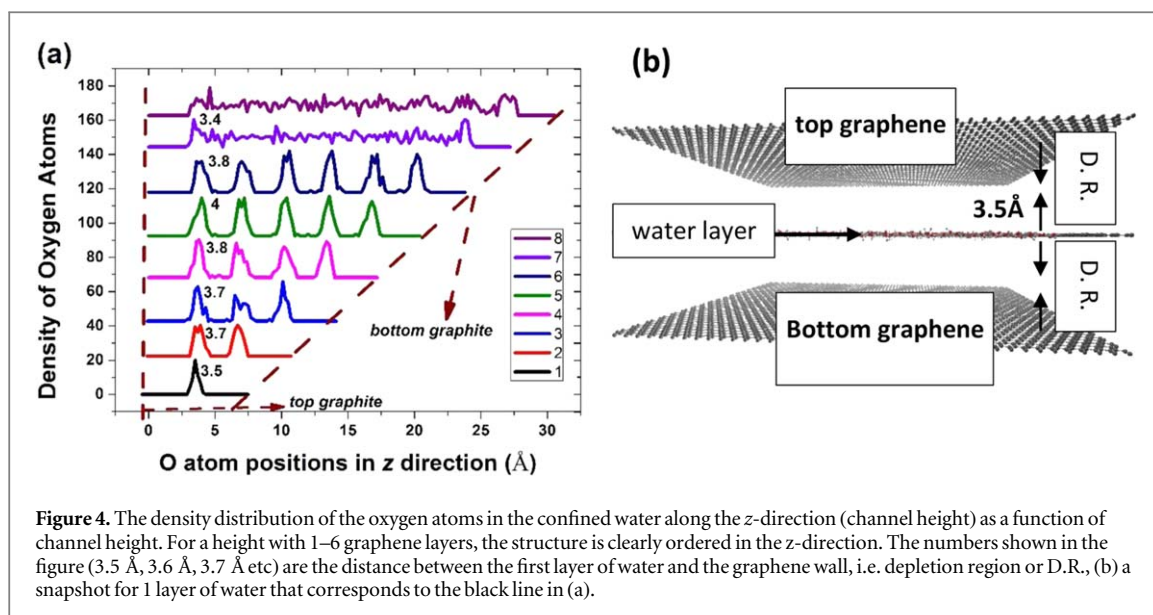 (a)
Density of Oxygen Atoms
180
160
140
120
100
80
60
40
20
0
3.4
3.8
4
3.8
3.7
3.7
3.5
bottom graphite
top graphite
8
7
6
5
4
3
2
1
0 5 10 15 20 25 30
O atom positions in z direction (Å)
(b)
top graphene
D. R.
3.5Å
water layer
D. R.
Bottom graphene
Figure 4. The density distribution of the oxygen atoms in the confined water along the z-direction (channel height) as a function of
channel height. For a height with 1–6 graphene layers, the structure is clearly ordered in the z-direction. The numbers shown in the
figure (3.5 Å, 3.6 Å, 3.7 Å etc) are the distance between the first layer of water and the graphene wall, i.e. depletion region or D.R., (b) a
snapshot for 1 layer of water that corresponds to the black line in (a).